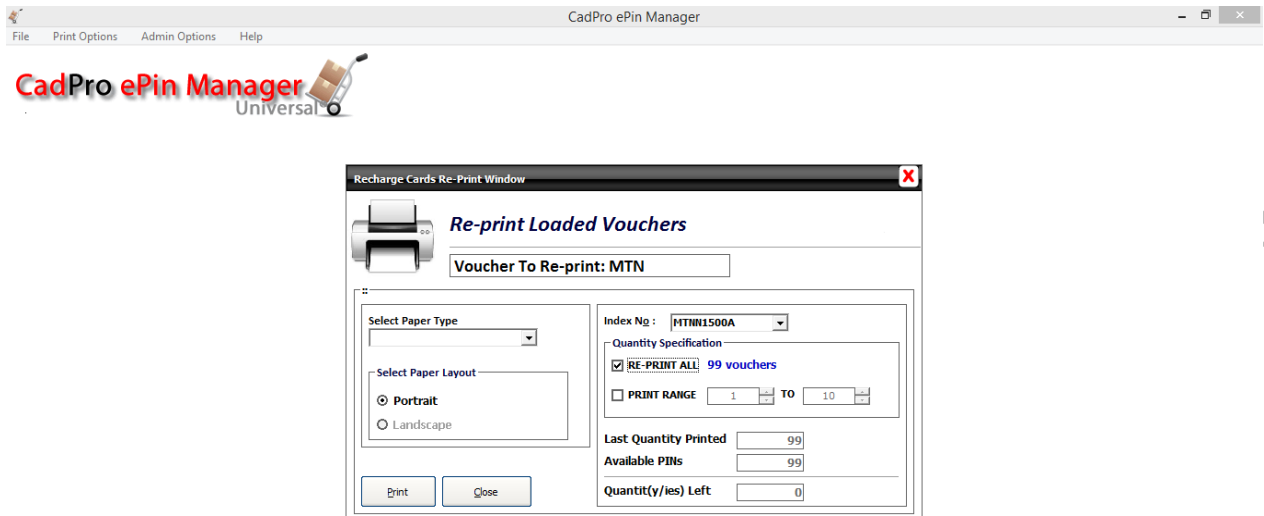 CadPro ePin Manager
File Print Options Admin Options Help
CadPro ePin Manager
Universal
Recharge Cards Re-Print Window
Re-print Loaded Vouchers
Voucher To Re-print: MTN
::
Select Paper Type
Select Paper Layout
Portrait
Landscape
Print Close
Index No : MTNN1500A
Quantity Specification
RE-PRINT ALL 99 vouchers
PRINT RANGE 1 TO 10
Last Quantity Printed 99
Available PINs 99
Quantit(y/ies) Left 0